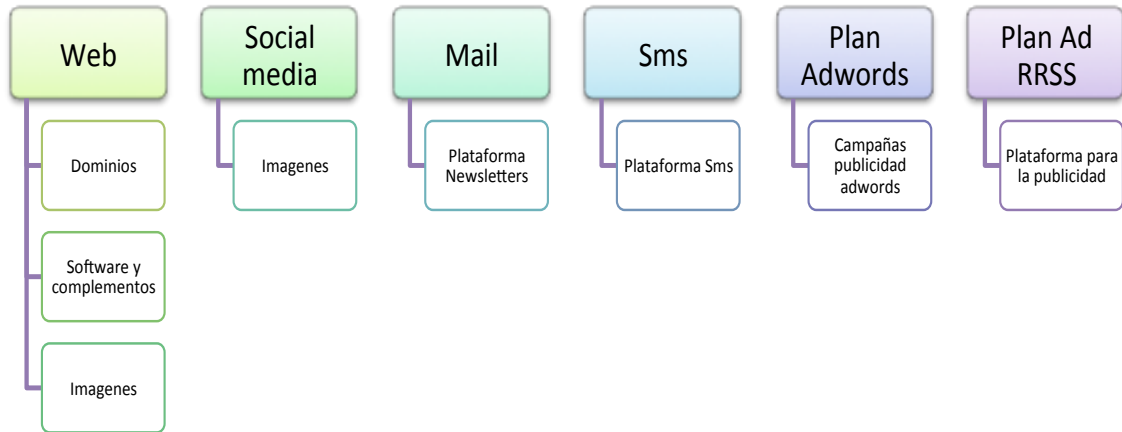 Web
Social
media
Mail
Sms
Plan
Adwords
Plan Ad
RRSS
Dominios
Imagenes
Plataforma
Newsletters
Plataforma Sms
Campañas
publicidad
adwords
Plataforma para
la publicidad
Software y
complementos
Imagenes